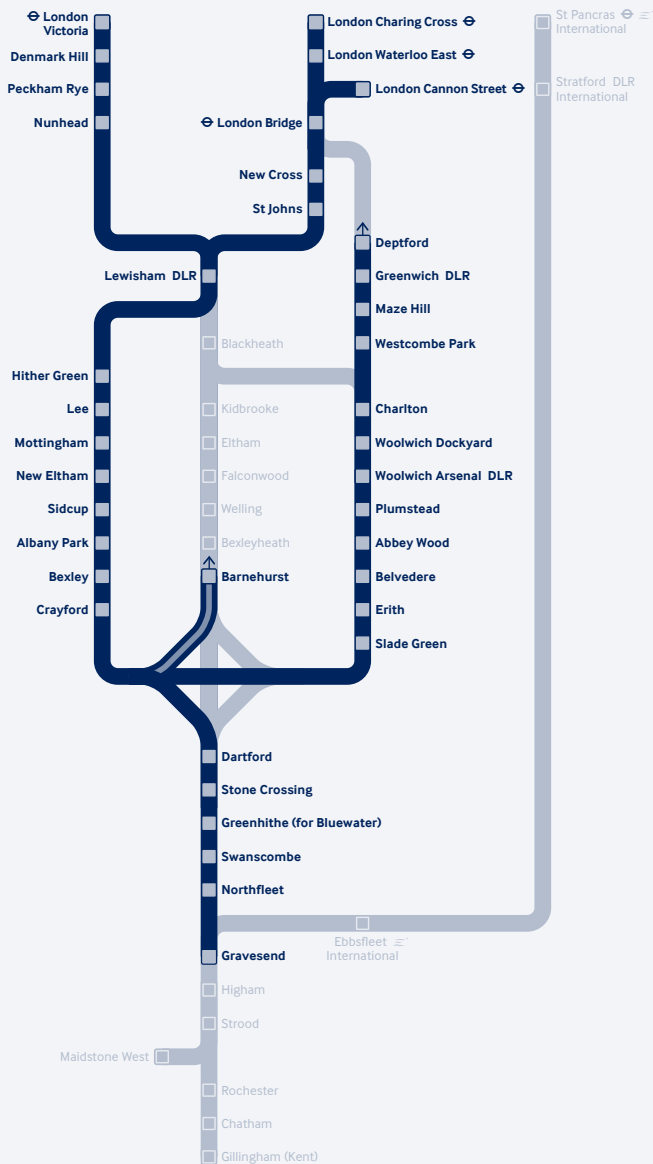 London
Victoria
London Charing Cross
St Pancras
International
Denmark Hill
London Waterloo East
Peckham Rye
London Cannon Street
Stratford DLR
International
Nunhead
London Bridge
New Cross
St Johns
Deptford
Lewisham DLR
Greenwich DLR
Maze Hill
Blackheath
Westcombe Park
Hither Green
Lee
Kidbrooke
Charlton
Mottingham
Eltham
Woolwich Dockyard
New Eltham
Falconwood
Woolwich Arsenal DLR
Sidcup
Welling
Plumstead
Albany Park
Bexleyheath
Abbey Wood
Bexley
Barnehurst
Belvedere
Crayford
Erith
Slade Green
Dartford
Stone Crossing
Greenhithe (for Bluewater)
Swanscombe
Northfleet
Ebbsfleet
International
Gravesend
Higham
Strood
Maidstone West
Rochester
Chatham
Gillingham (Kent)